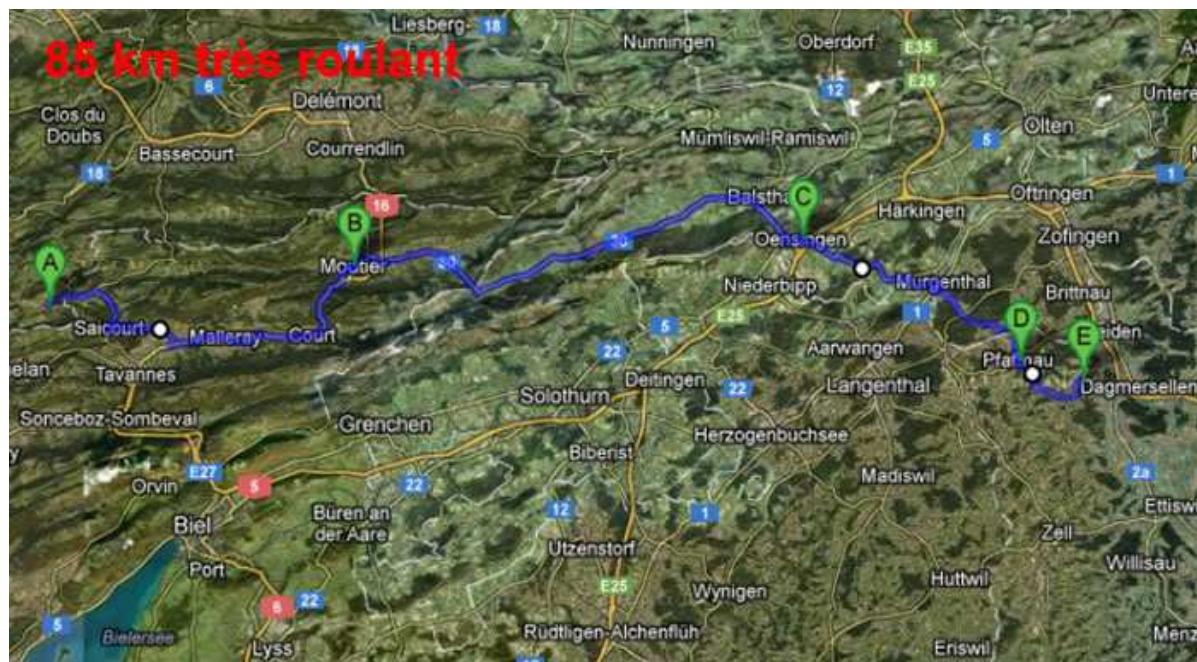 85 km très roulant
Liesberg
18
Nunningen
Oberdorf
E35
E25
6
Delémont
12
Clos du
Doubs
Courrendlin
Mümliswil-Ramiswil
Olten
5
Bassecourt
18
1
16
Balsthal
C
Oftringen
Härkingen
B
Zofingen
Oensingen
A
Moutier
30
30
Niederbipp
Murgenthal
Brittnau
Saicourt
Malleray
Court
E25
5
1
D
E
Pfaffnau
Aarwangen
Tavannes
22
Dagmersellen
Deitingen
22
Langenthal
Solothurn
Sonceboz-Sombeval
Grenchen
Herzogenbuchsee
Biberist
E27
5
22
Madiswil
2a
Orvin
Büren an
der Aare
12
1
Biel
Zell
Utzenstorf
Willisau
Port
E25
Wynigen
Huttwil
6
22
5
Bielersee
Rüdtligen-Alchenflüh
Lyss
Eriswil